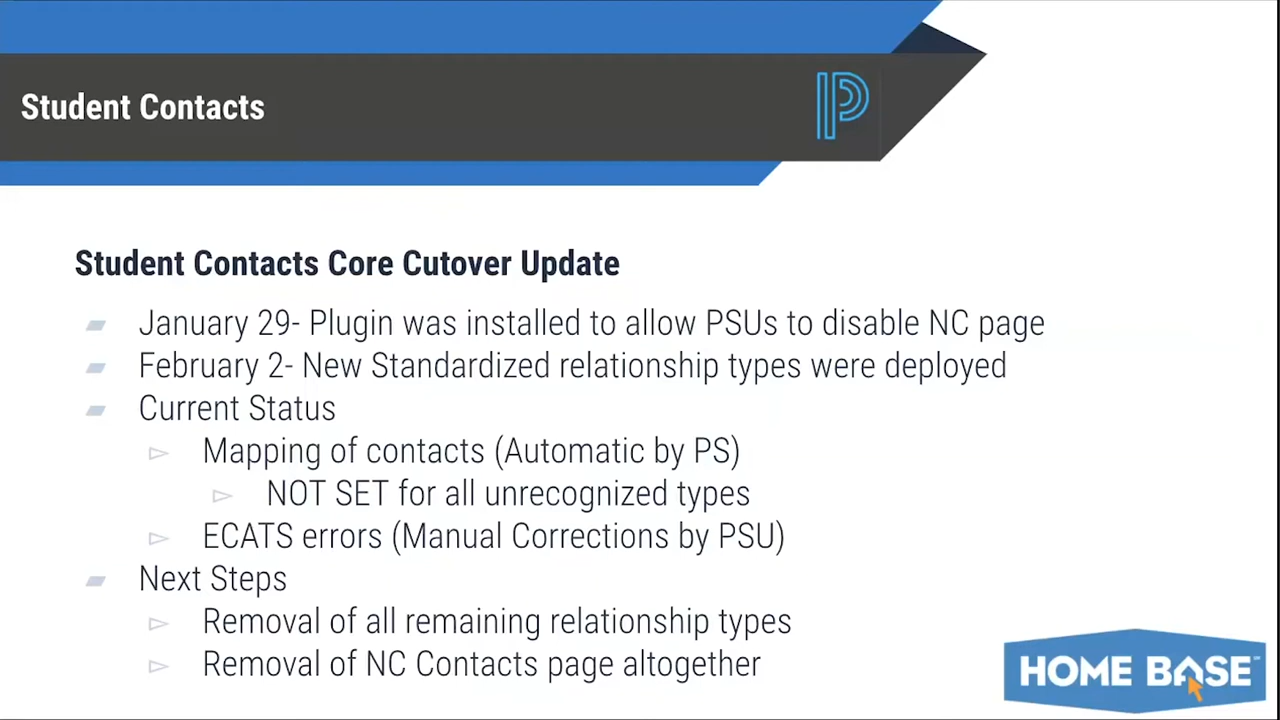 Student Contacts
Student Contacts Core Cutover Update
January 29- Plugin was installed to allow PSUs to disable NC page
February 2- New Standardized relationship types were deployed
Current Status
Mapping of contacts (Automatic by PS)
NOT SET for all unrecognized types
ECATS errors (Manual Corrections by PSU)
Next Steps
Removal of all remaining relationship types
Removal of NC Contacts page altogether
HOME BASE